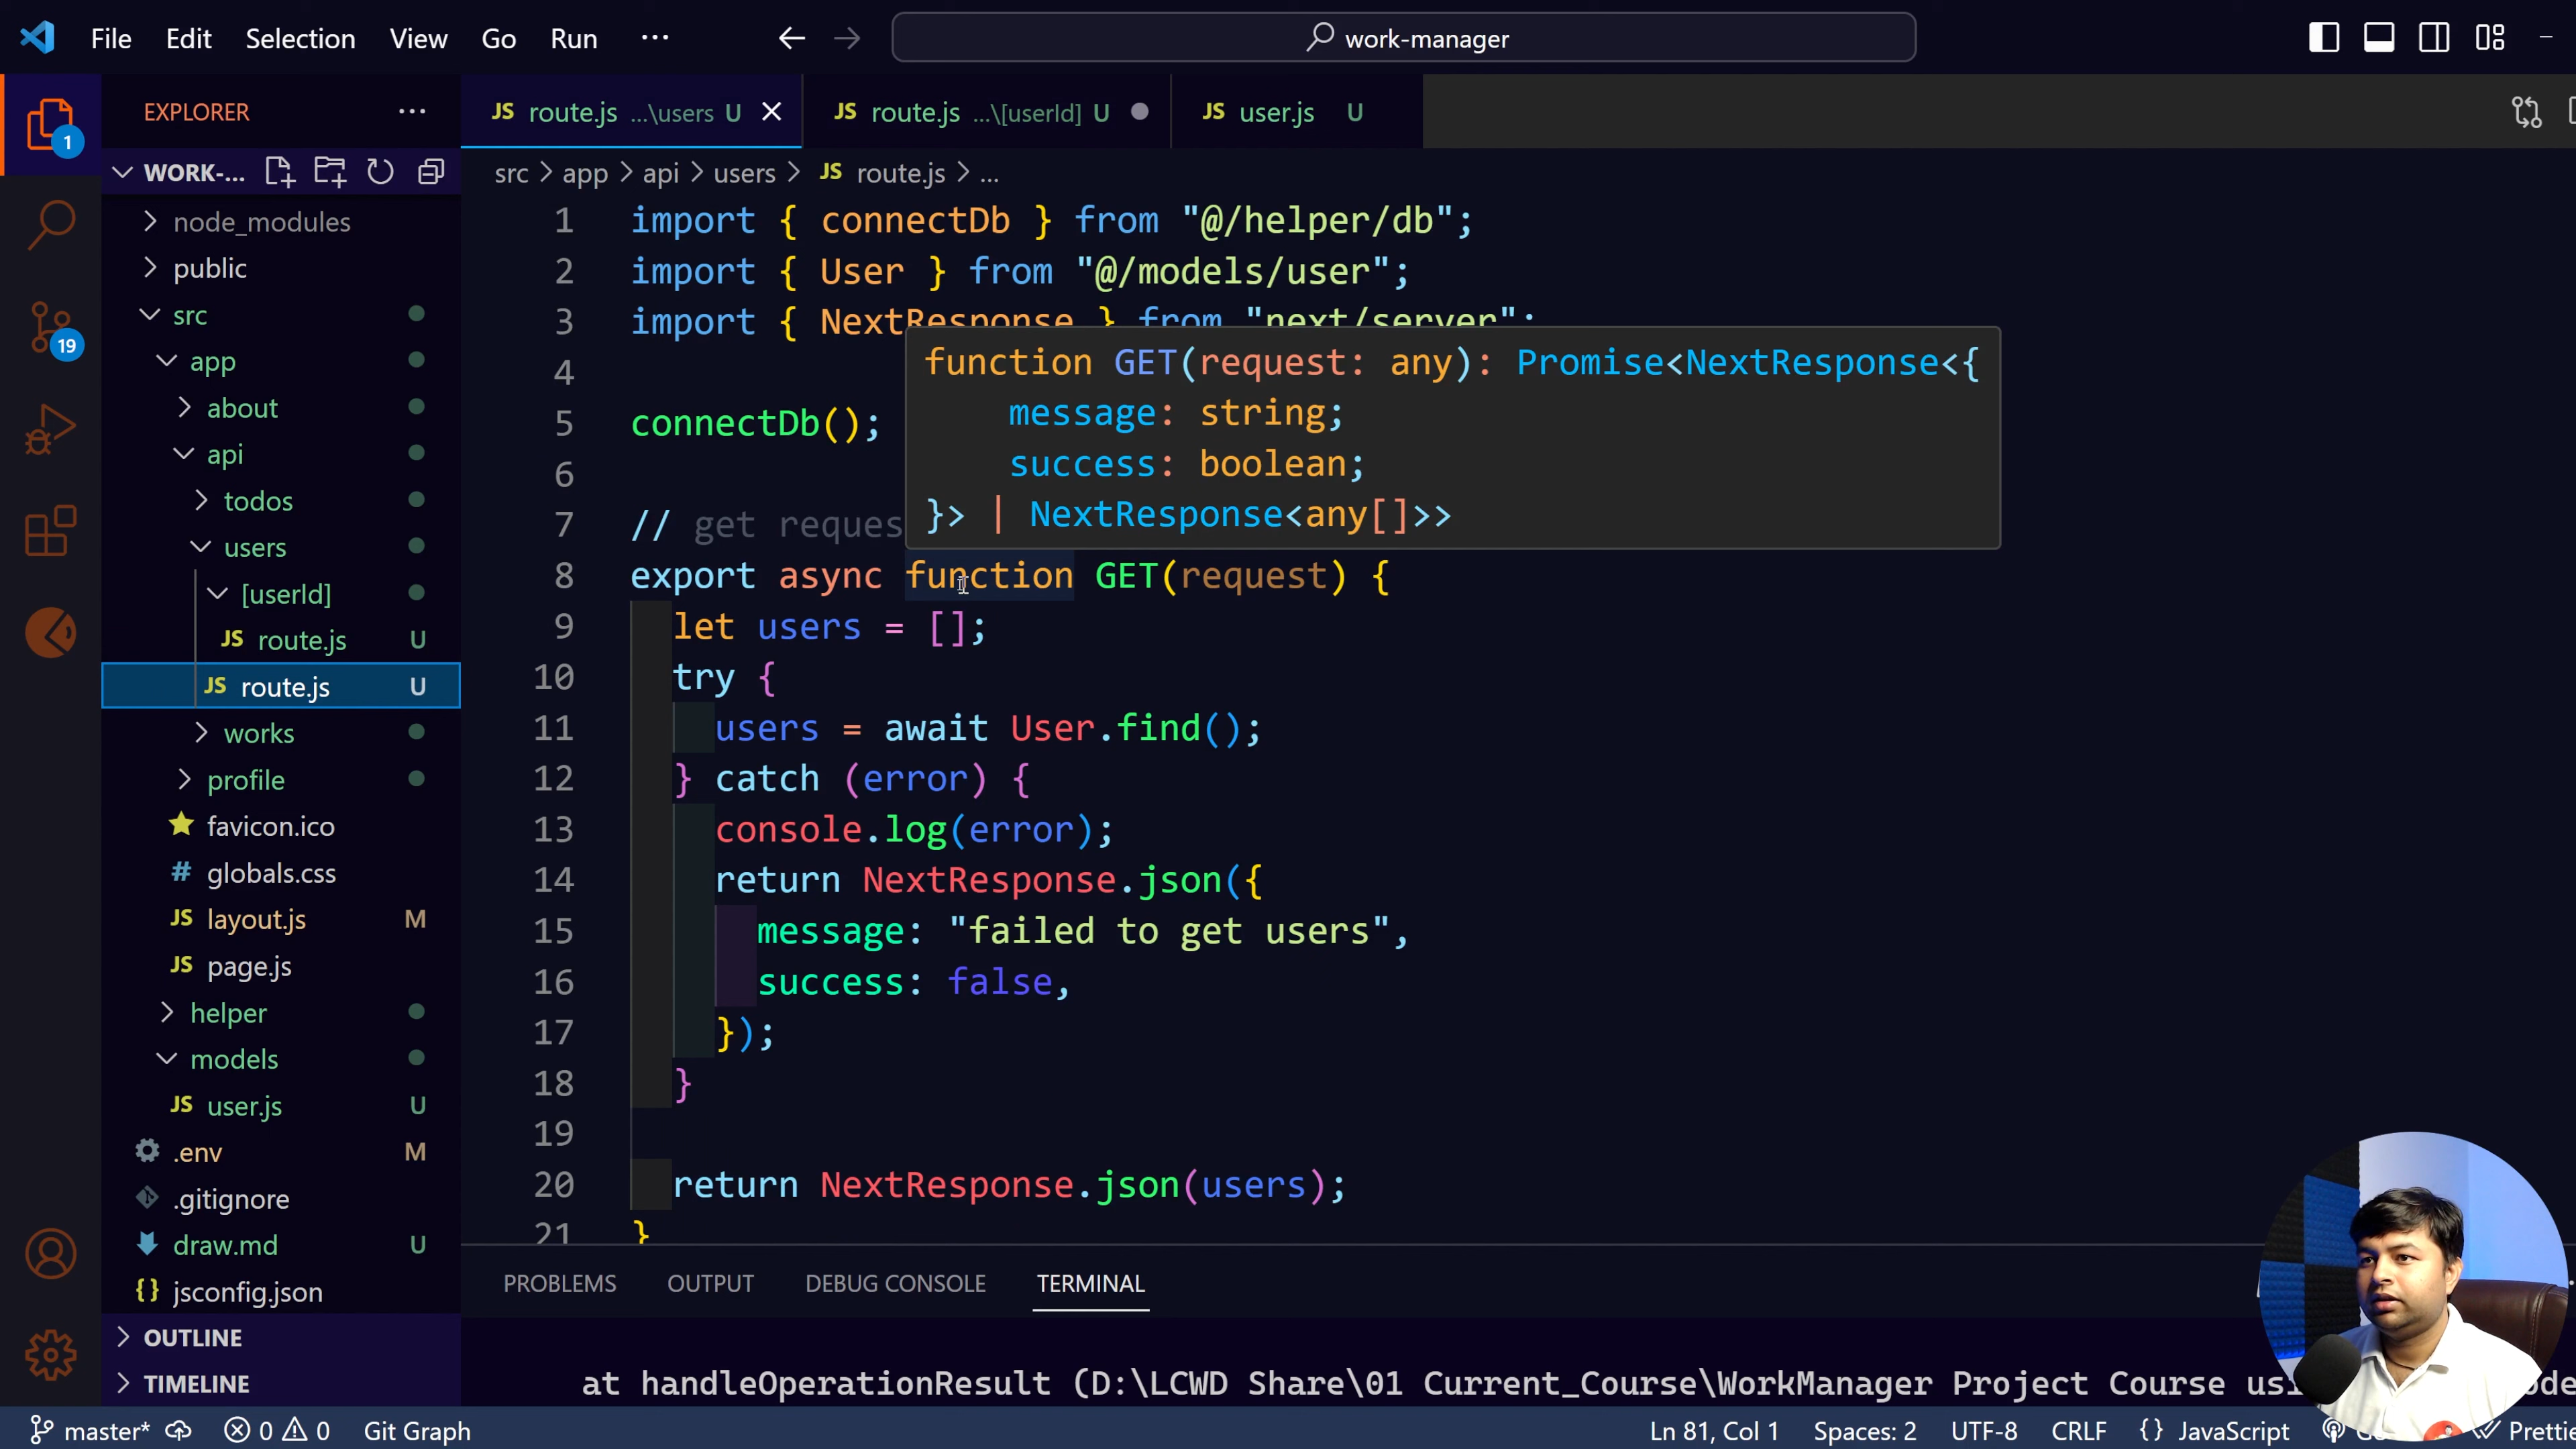 File Edit Selection View Go Run ··· work-manager
EXPLORER ···
1
19
WORK-...
node_modules
public
src
app
about
api
todos
users
[userId]
JS route.js U
JS route.js U
works
profile
favicon.ico
# globals.css
JS layout.js M
JS page.js
helper
models
JS user.js U
.env M
.gitignore
draw.md U
{} jsconfig.json
OUTLINE
TIMELINE
JS route.js ...\users U
JS route.js ...\[userId] U
JS user.js U
src > app > api > users > JS route.js > ...
1 import { connectDb } from "@/helper/db";
2 import { User } from "@/models/user";
3 import { NextResponse } from "next/server";
4
5 connectDb();
6
7 // get reques
function GET(request: any): Promise<NextResponse<{
message: string;
success: boolean;
}> | NextResponse<any[]>>
8 export async function GET(request) {
9 let users = [];
10 try {
11 users = await User.find();
12 } catch (error) {
13 console.log(error);
14 return NextResponse.json({
15 message: "failed to get users",
16 success: false,
17 });
18 }
19
20 return NextResponse.json(users);
21 }
PROBLEMS OUTPUT DEBUG CONSOLE TERMINAL
at handleOperationResult (D:\LCWD Share\01 Current_Course\WorkManager Project Course usi
master* 0 0 Git Graph Ln 81, Col 1 Spaces: 2 UTF-8 CRLF {} JavaScript